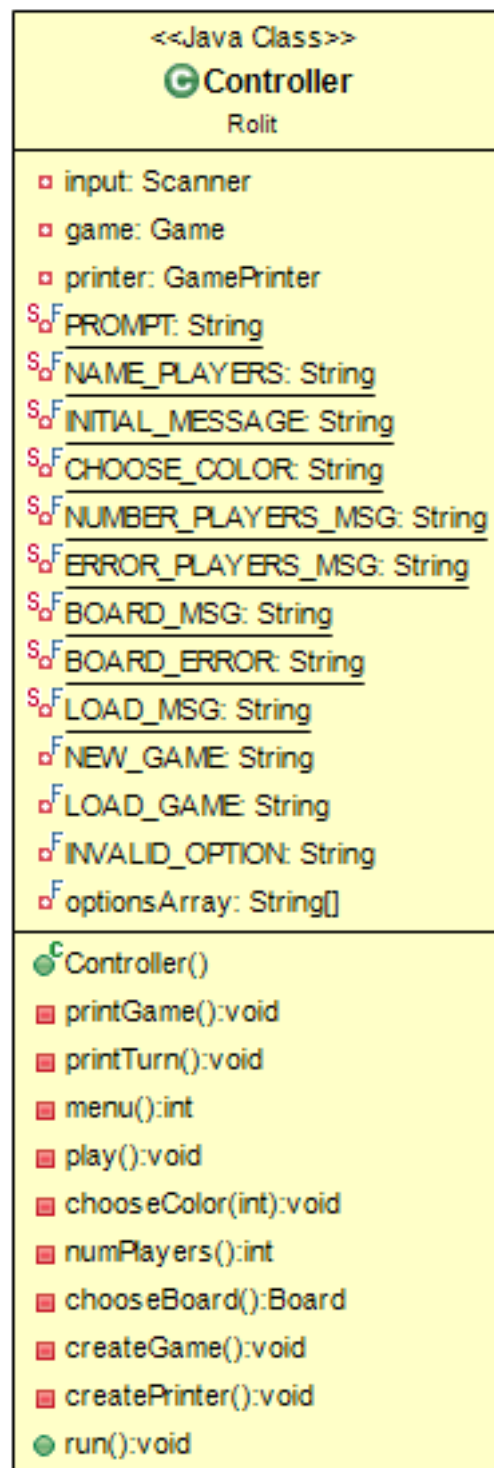 <<Java Class>>
C Controller
Rolit
input: Scanner
game: Game
printer: GamePrinter
S F PROMPT: String
S F NAME_PLAYERS: String
S F INITIAL_MESSAGE: String
S F CHOOSE_COLOR: String
S F NUMBER_PLAYERS_MSG: String
S F ERROR_PLAYERS_MSG: String
S F BOARD_MSG: String
S F BOARD_ERROR: String
S F LOAD_MSG: String
F NEW_GAME: String
F LOAD_GAME: String
F INVALID_OPTION: String
F optionsArray: String[]
C Controller()
printGame():void
printTurn():void
menu():int
play():void
chooseColor(int):void
numPlayers():int
chooseBoard():Board
createGame():void
createPrinter():void
run():void